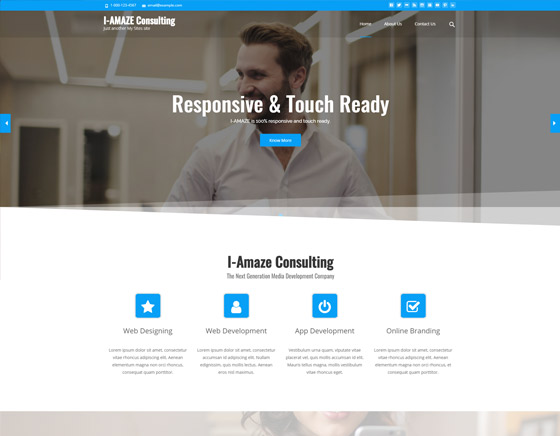 1-000-123-4567 email@example.com
I-AMAZE Consulting
Just another My Sites site
Home About Us Contact Us
Responsive & Touch Ready
I-AMAZE is 100% responsive and touch ready
Know More
I-Amaze Consulting
The Next Generation Media Development Company
Web Designing Web Development App Development Online Branding
Lorem ipsum dolor sit amet, consectetur Lorem ipsum dolor sit amet, consectetur Vestibulum urna quam, vulputate Lorem ipsum dolor sit amet, consectetur
vitae rhoncus adipiscing elit. Aenean accumsan id adipiscing elit. Nullam placerat vel, quam mollis at elit. vitae rhoncus adipiscing elit. Aenean
elementum magna non orci rhoncus, dignissim, quis mollis lectus. Aenean Mauris tellus magna, mollis vestibulum elementum magna non orci rhoncus, et
consequat quam porttitor. eros nisl maximus. vitae rhoncus eget. consequat quam porttitor.